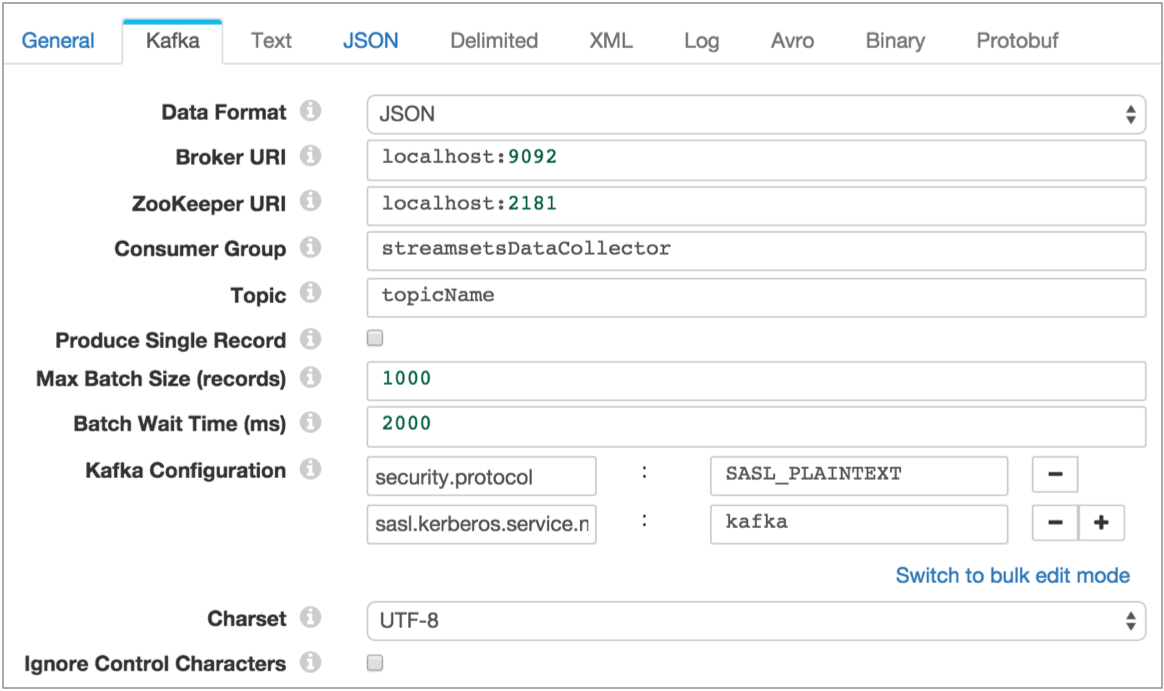 General Kafka Text JSON Delimited XML Log Avro Binary Protobuf
Data Format JSON
Broker URI localhost:9092
ZooKeeper URI localhost:2181
Consumer Group streamsetsDataCollector
Topic topicName
Produce Single Record
Max Batch Size (records) 1000
Batch Wait Time (ms) 2000
Kafka Configuration security.protocol : SASL_PLAINTEXT −
sasl.kerberos.service.n : kafka − +
Switch to bulk edit mode
Charset UTF-8
Ignore Control Characters